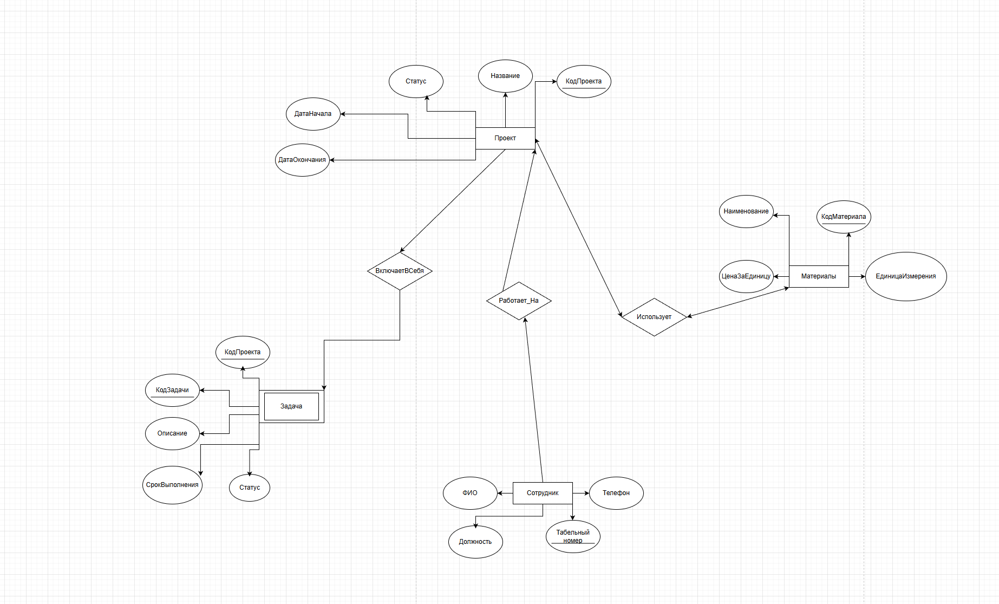 Название
Статус
КодПроекта
ДатаНачала
Проект
ДатаОкончания
Наименование
КодМатериала
ВключаетВСебя
ЦенаЗаЕдиницу
Материалы
ЕдиницаИзмерения
Работает_На
Использует
КодПроекта
КодЗадачи
Задача
Описание
СрокВыполнения
Статус
ФИО
Сотрудник
Телефон
Должность
Табельный
номер